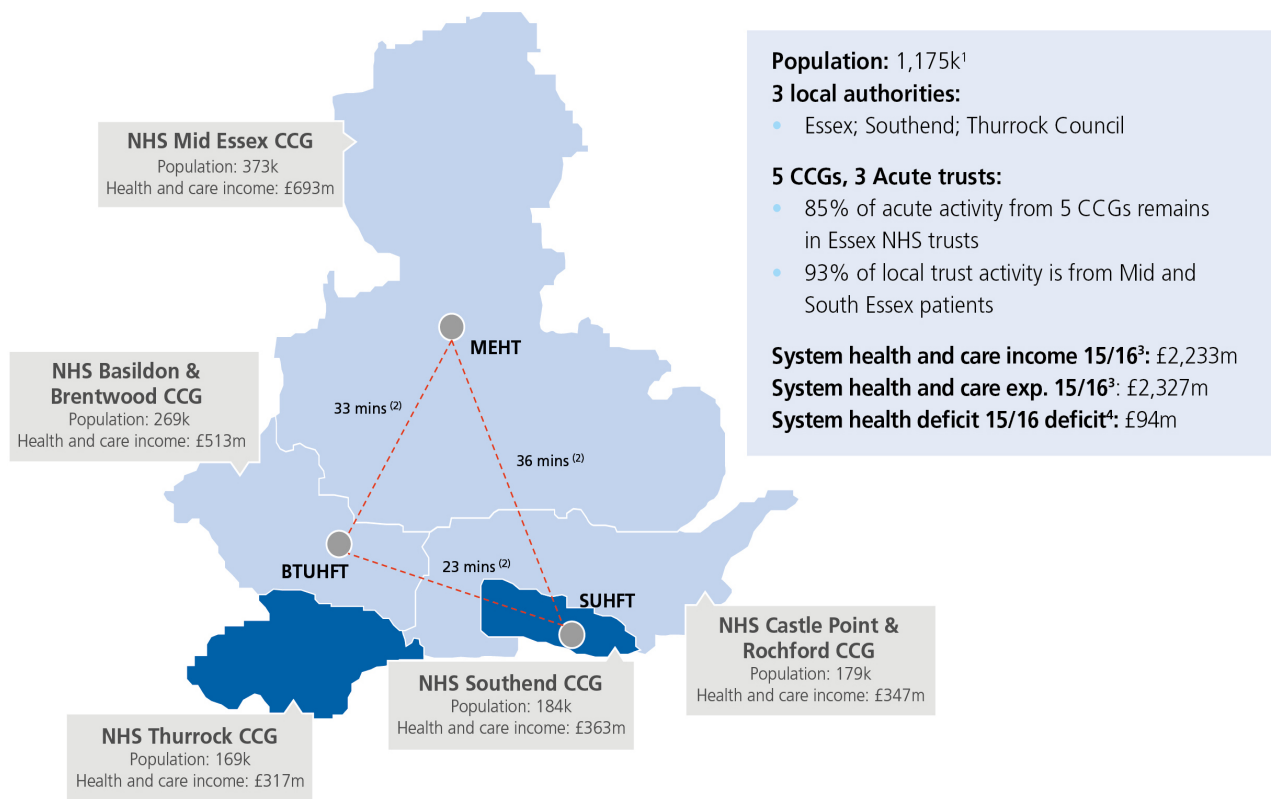 Population: 1,175k¹
3 local authorities:
• Essex; Southend; Thurrock Council
5 CCGs, 3 Acute trusts:
• 85% of acute activity from 5 CCGs remains
in Essex NHS trusts
• 93% of local trust activity is from Mid and
South Essex patients
System health and care income 15/16³: £2,233m
System health and care exp. 15/16³: £2,327m
System health deficit 15/16 deficit⁴: £94m
NHS Mid Essex CCG
Population: 373k
Health and care income: £693m
MEHT
NHS Basildon &
Brentwood CCG
Population: 269k
Health and care income: £513m
33 mins (2)
36 mins (2)
BTUHFT
23 mins (2)
SUHFT
NHS Castle Point &
Rochford CCG
Population: 179k
Health and care income: £347m
NHS Southend CCG
Population: 184k
Health and care income: £363m
NHS Thurrock CCG
Population: 169k
Health and care income: £317m